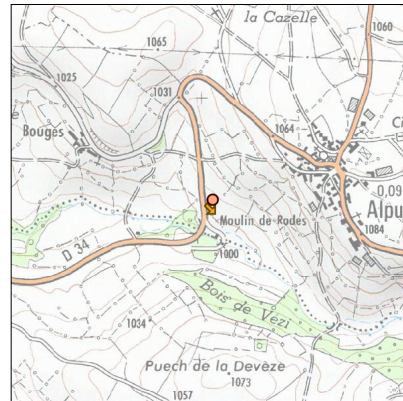 la Cazelle
1060
1065
1025
1031
Bouges
1064
Ci
0,09
Alpu
Moulin de Rodes
1084
D 34
1000
Bois de Vezi
1034
Puech de la Devèze
1073
1057